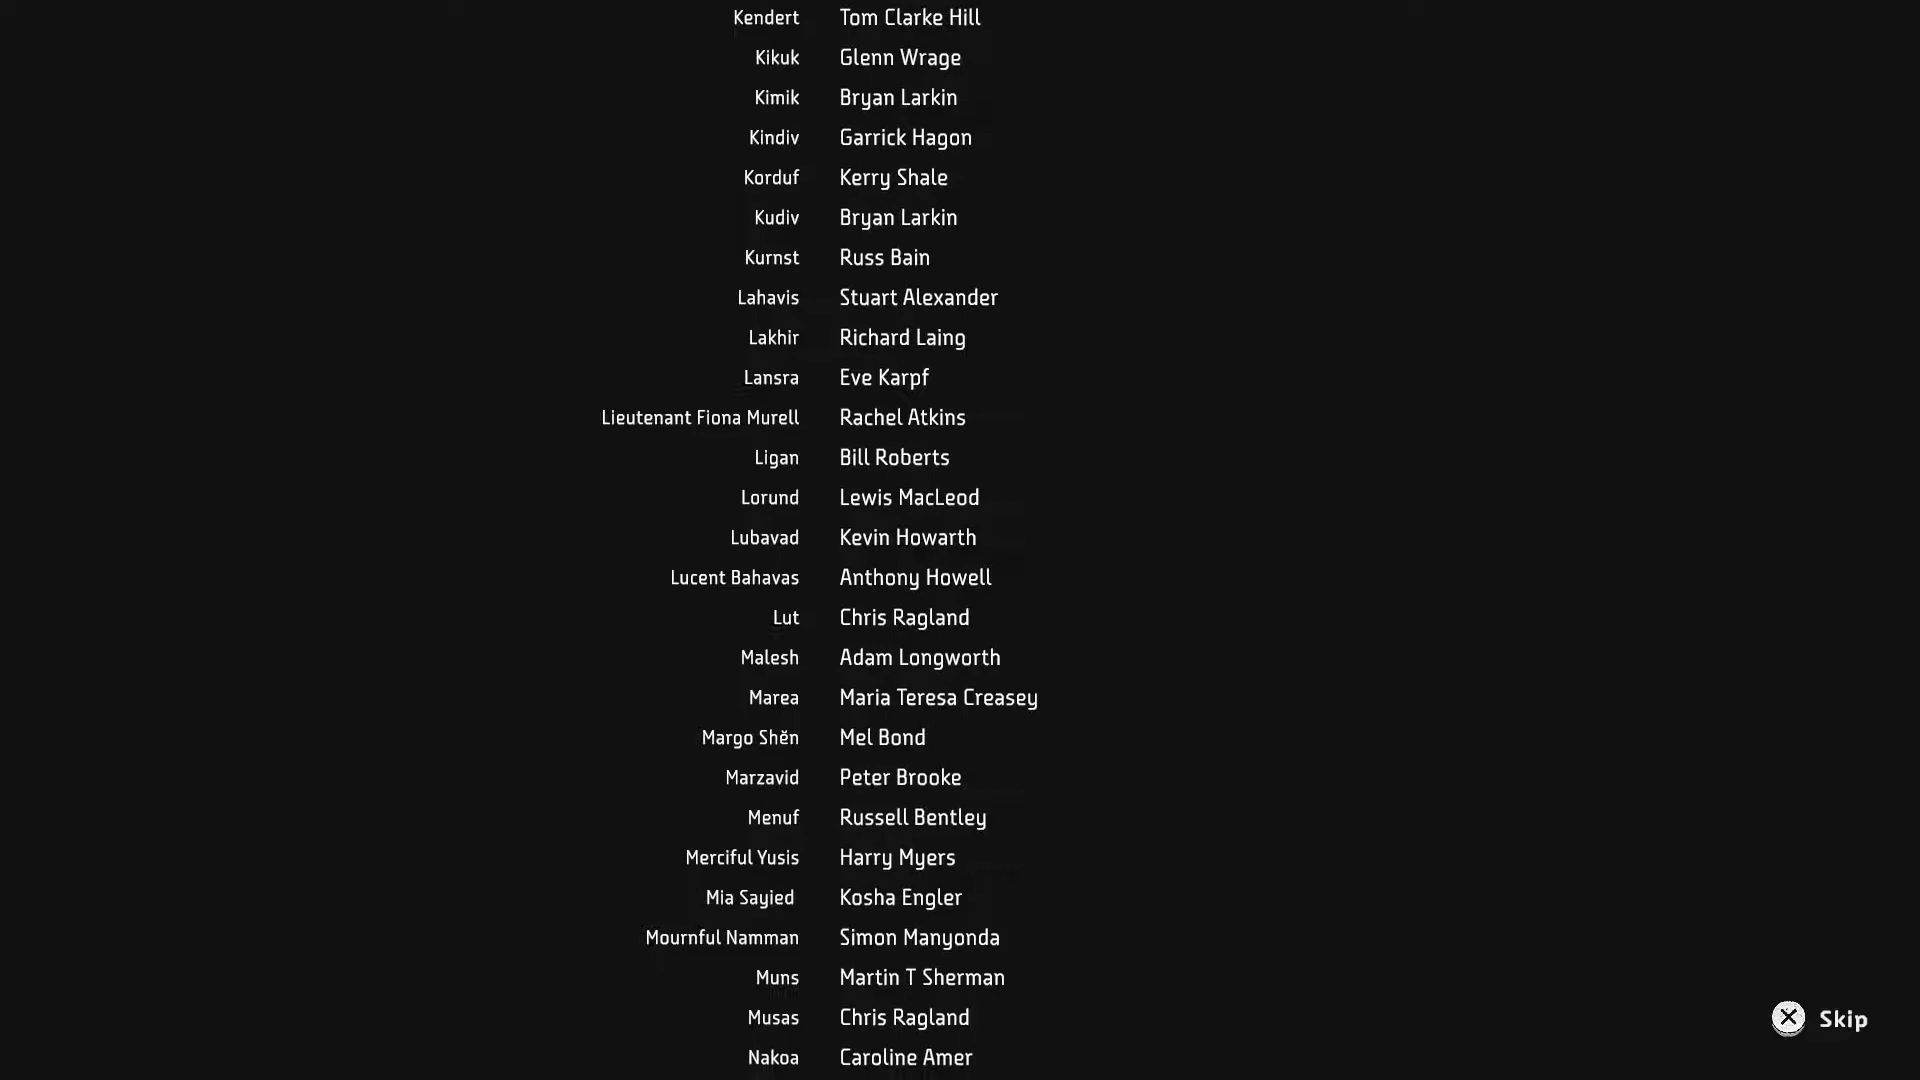 Kendert Tom Clarke Hill
Kikuk Glenn Wrage
Kimik Bryan Larkin
Kindiv Garrick Hagon
Korduf Kerry Shale
Kudiv Bryan Larkin
Kurnst Russ Bain
Lahavis Stuart Alexander
Lakhir Richard Laing
Lansra Eve Karpf
Lieutenant Fiona Murell Rachel Atkins
Ligan Bill Roberts
Lorund Lewis MacLeod
Lubavad Kevin Howarth
Lucent Bahavas Anthony Howell
Lut Chris Ragland
Malesh Adam Longworth
Marea Maria Teresa Creasey
Margo Shĕn Mel Bond
Marzavid Peter Brooke
Menuf Russell Bentley
Merciful Yusis Harry Myers
Mia Sayied Kosha Engler
Mournful Namman Simon Manyonda
Muns Martin T Sherman
Musas Chris Ragland
Nakoa Caroline Amer
Skip